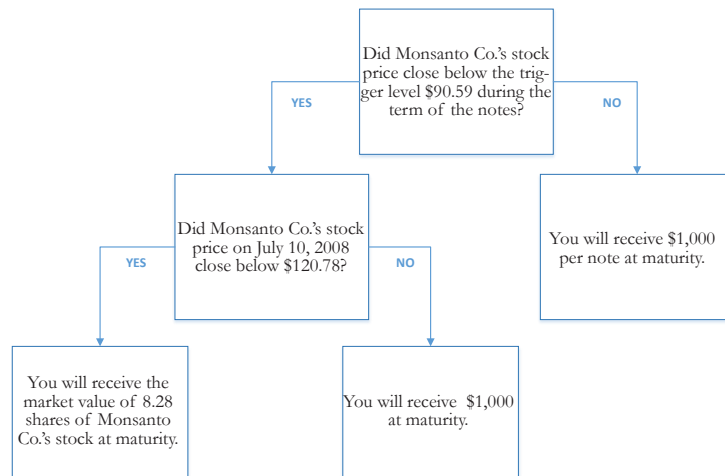 Did Monsanto Co.'s stock
price close below the trig-
ger level $90.59 during the
term of the notes?
YES
NO
Did Monsanto Co.'s stock
price on July 10, 2008
close below $120.78?
You will receive $1,000
per note at maturity.
YES
NO
You will receive the
market value of 8.28
shares of Monsanto
Co.'s stock at maturity.
You will receive $1,000
at maturity.